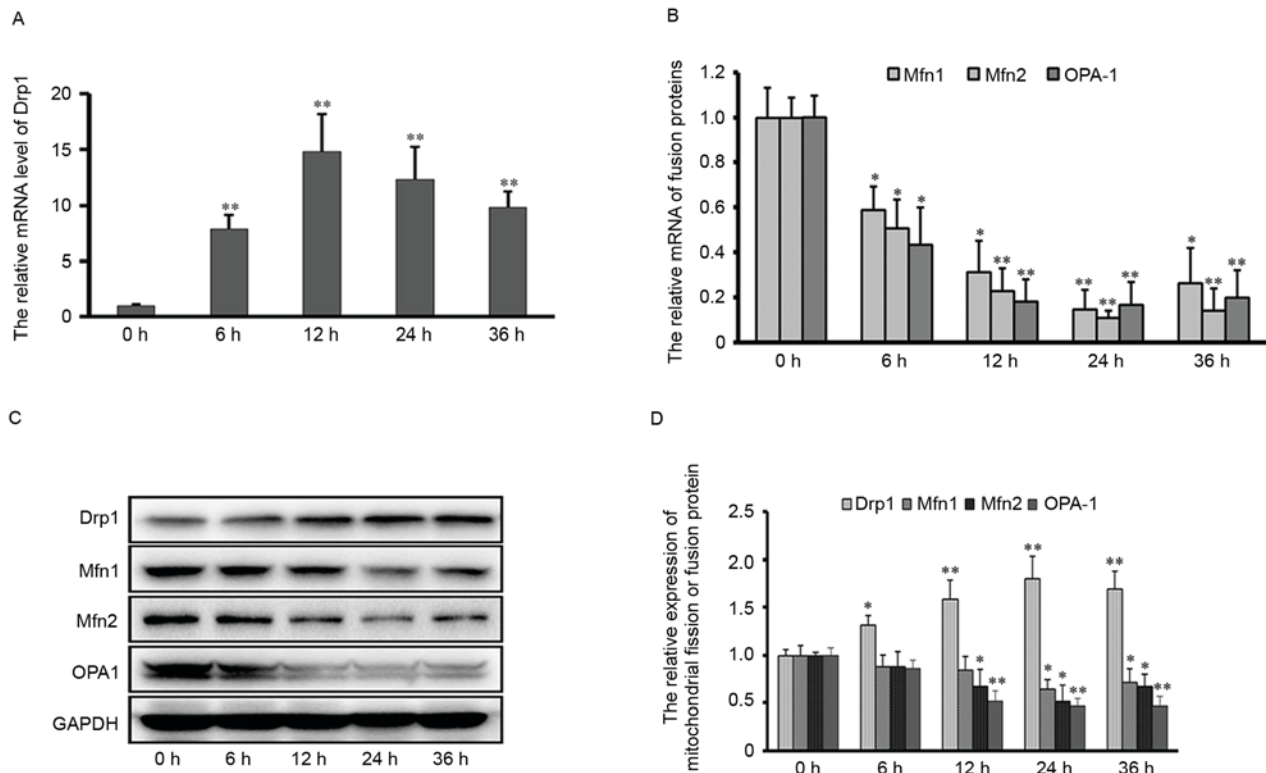 A
The relative mRNA level of Drp1
20
15
10
5
0
**
**
**
**
0 h 6 h 12 h 24 h 36 h
B
The relative mRNA of fusion proteins
Mfn1 Mfn2 OPA-1
1.2
1.0
0.8
0.6
0.4
0.2
0
* * *
* ** **
** ** **
* ** **
0 h 6 h 12 h 24 h 36 h
C
Drp1
Mfn1
Mfn2
OPA1
GAPDH
0 h 6 h 12 h 24 h 36 h
D
The relative expression of
mitochondrial fission or fusion protein
Drp1 Mfn1 Mfn2 OPA-1
2.5
2.0
1.5
1.0
0.5
0
*
** * **
** * * **
** * * **
0 h 6 h 12 h 24 h 36 h